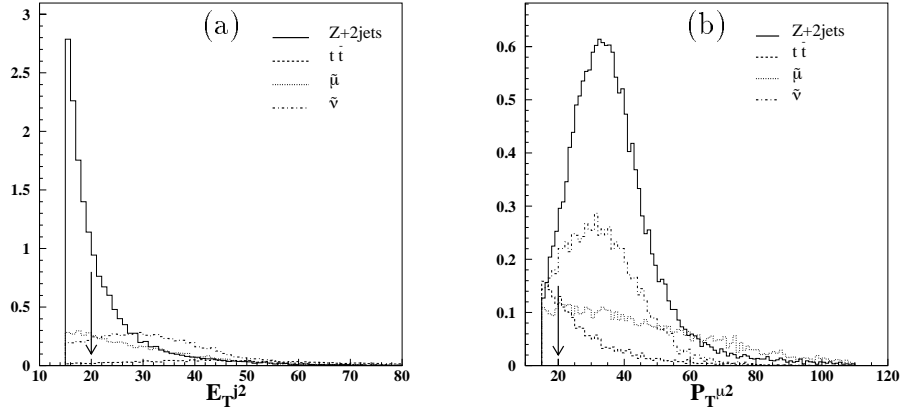 (a)
Z+2jets
t t̄
μ̃
ν̃
3
2.5
2
1.5
1
0.5
0
10 20 30 40 50 60 70 80
E_T^j2
(b)
Z+2jets
t t̄
μ̃
ν̃
0.6
0.5
0.4
0.3
0.2
0.1
0
20 40 60 80 100 120
P_T^μ2